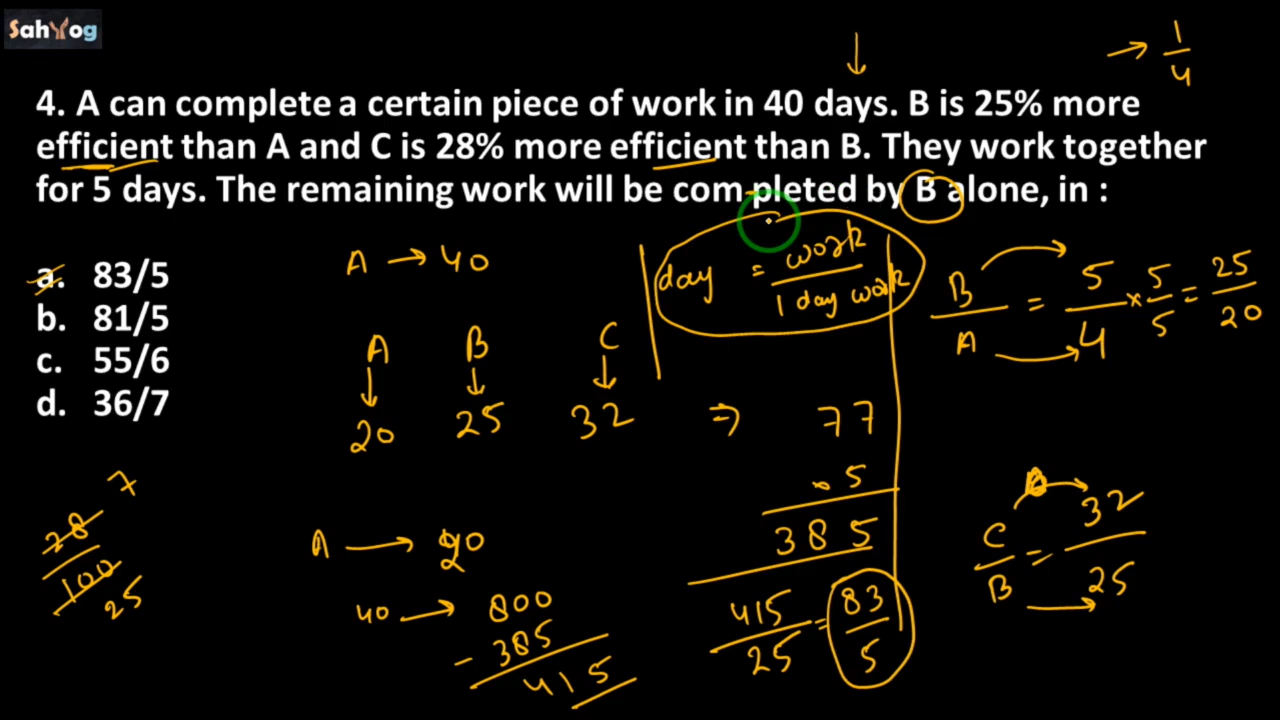 SahYog
→ 1/4
4. A can complete a certain piece of work in 40 days. B is 25% more
efficient than A and C is 28% more efficient than B. They work together
for 5 days. The remaining work will be com pleted by B alone, in :
a. 83/5
b. 81/5
c. 55/6
d. 36/7
A → 40
day = work / 1 day work
B/A = 5/4 × 5/5 = 25/20
A B C
↓ ↓ ↓
20 25 32 ⇒ 77
× 5
385
28/100 7 25
A → 20
40 → 800
- 385
415
415/25 = 83/5
C/B = 32/25